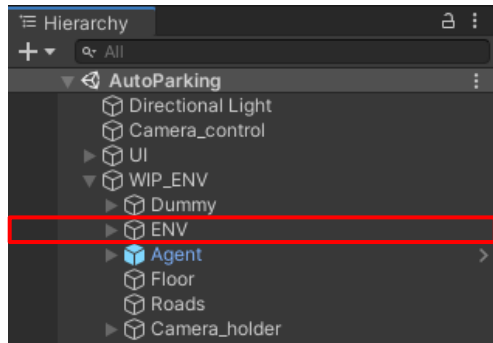 Hierarchy
All
AutoParking
Directional Light
Camera_control
UI
WIP_ENV
Dummy
ENV
Agent
Floor
Roads
Camera_holder